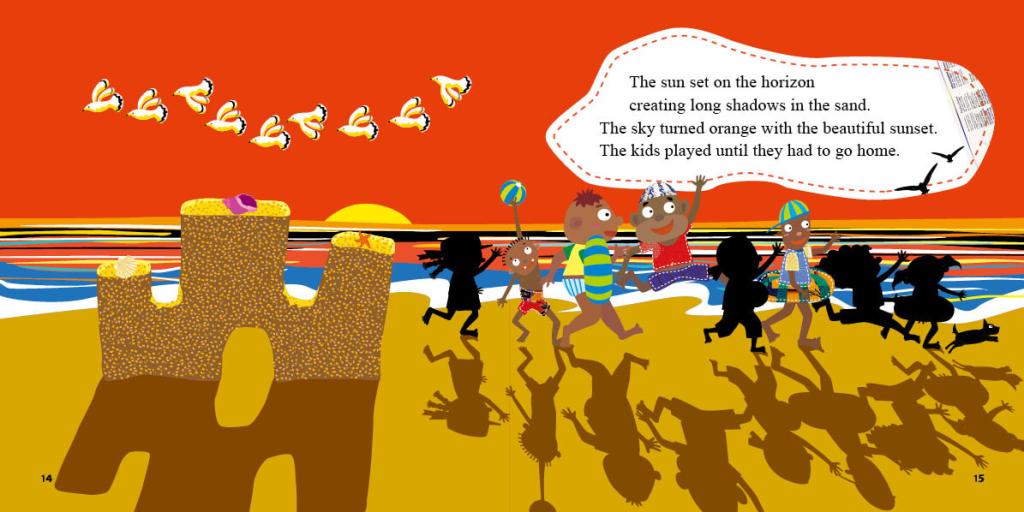 The sun set on the horizon
creating long shadows in the sand.
The sky turned orange with the beautiful sunset.
The kids played until they had to go home.
14
15